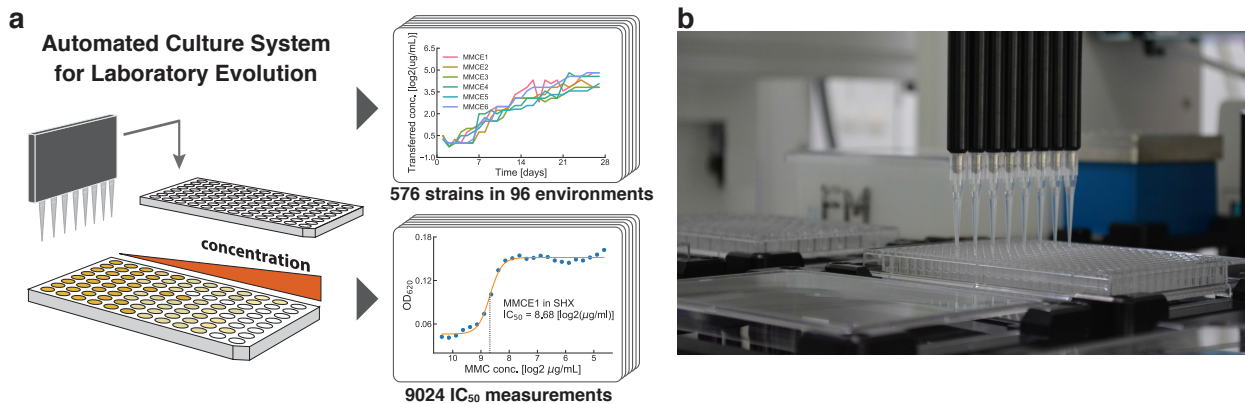 a
Automated Culture System
for Laboratory Evolution
concentration
Transferred conc. [log2(ug/mL)]
6.5
5.0
3.5
2.0
0.5
−1.0
MMCE1
MMCE2
MMCE3
MMCE4
MMCE5
MMCE6
0 7 14 21 28
Time [days]
576 strains in 96 environments
OD620
0.18
0.12
0.06
MMCE1 in SHX
IC50 = 8.68 [log2(μg/ml)]
10 9 8 7 6 5
MMC conc. [log2 μg/mL]
9024 IC50 measurements
b
FM